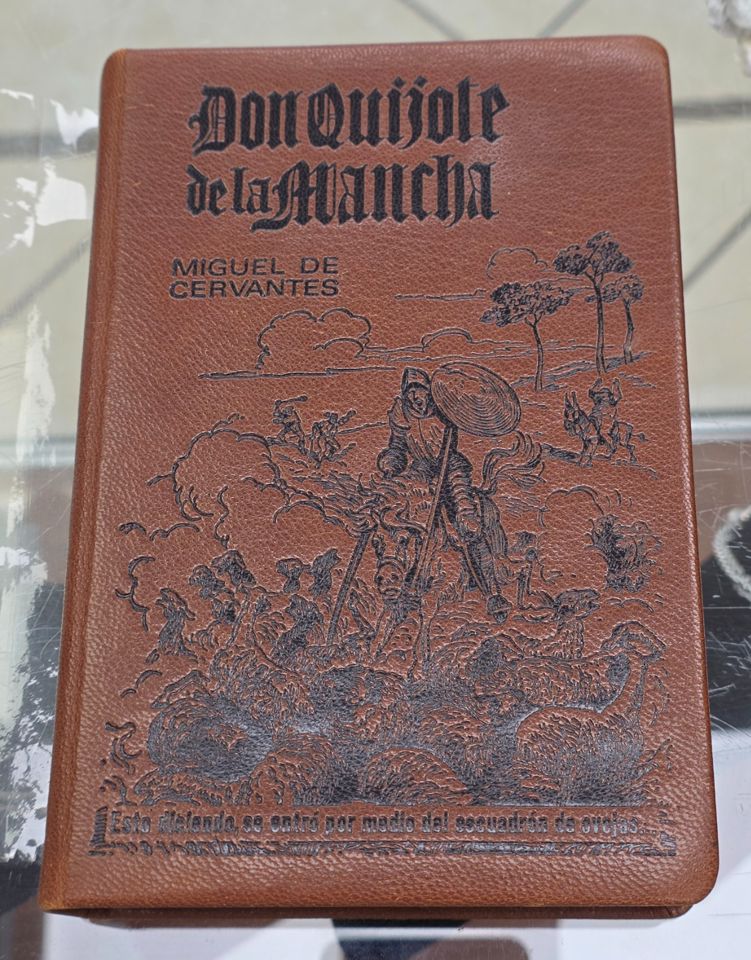 Don Quijote
de la Mancha
MIGUEL DE
CERVANTES
Esto diciendo, se entró por medio del escuadrón de ovejas...